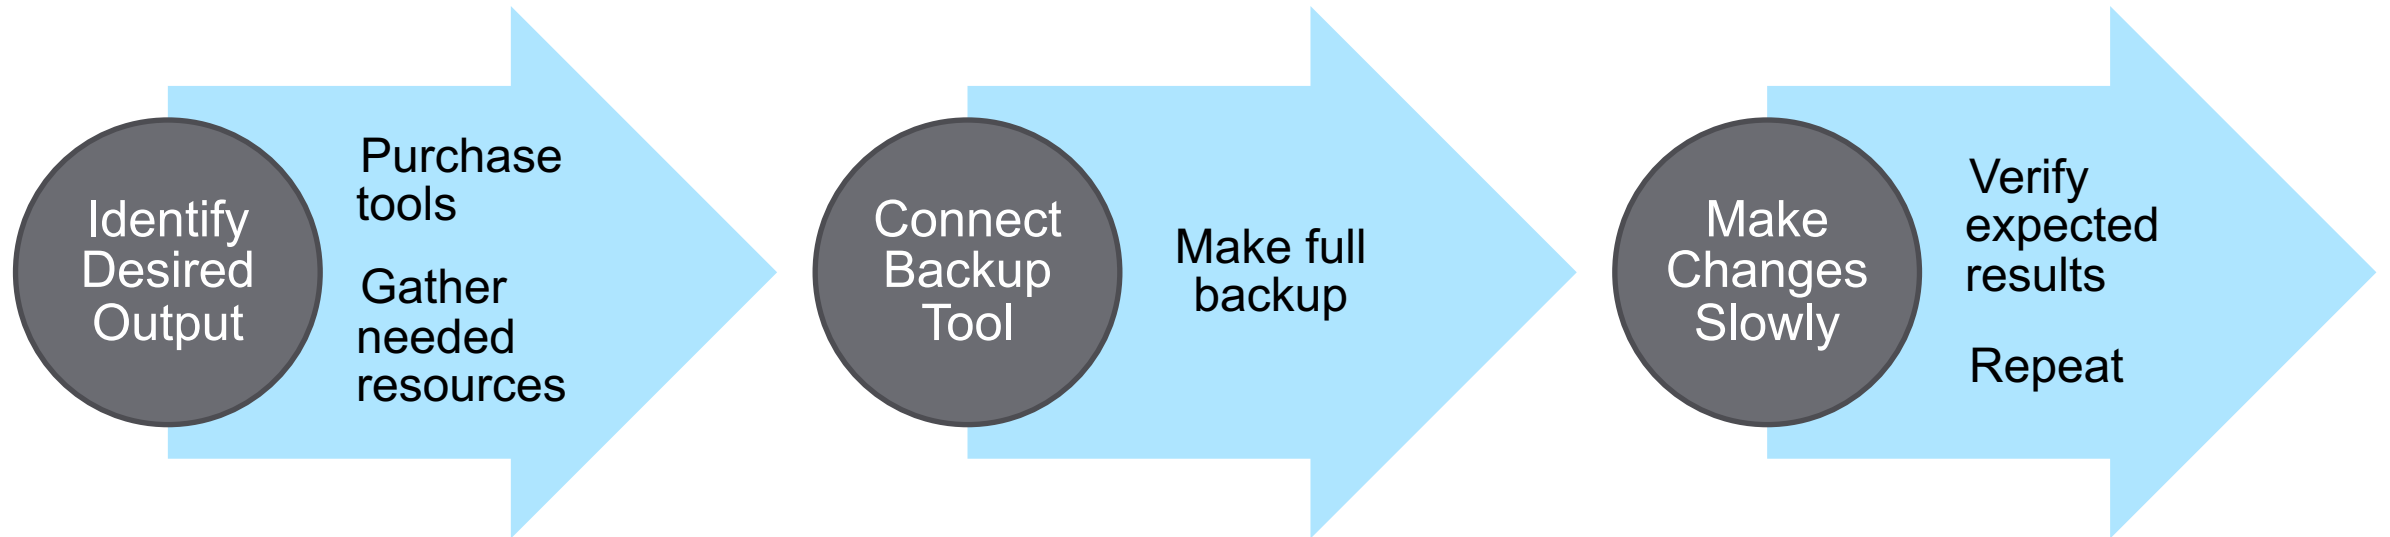 Identify
Desired
Output
Purchase
tools
Gather
needed
resources
Connect
Backup
Tool
Make full
backup
Make
Changes
Slowly
Verify
expected
results
Repeat